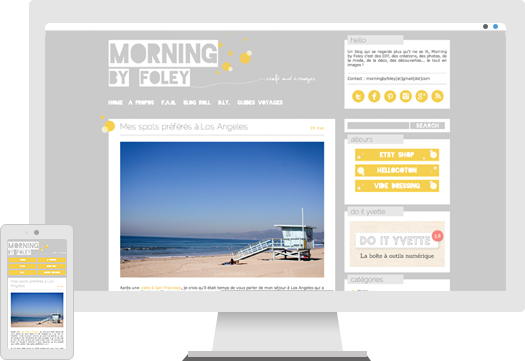 MORNING
BY FOLEY
crafts and images
HOME A PROPOS F.A.Q. BLOG ROLL D.I.Y. GUIDES VOYAGES
Mes spots préférés à Los Angeles
Après une virée à San Francisco, je crois qu'il était temps de vous parler de mon séjour à Los Angeles qui a
hello
Un blog qui se regarde plus qu'il ne se lit, Morning
by Foley c'est des DIY, des créations, des photos, de
la mode, de la déco, des découvertes... le tout en
images !
Contact : morningbyfoley[at]gmail[dot]com
SEARCH
ailleurs
ETSY SHOP
HELLOCOTON
VIDE DRESSING
do it yvette
DO IT YVETTE
La boîte à outils numérique
catégories
MORNING
BY FOLEY
Mes spots préférés à Los
Angeles